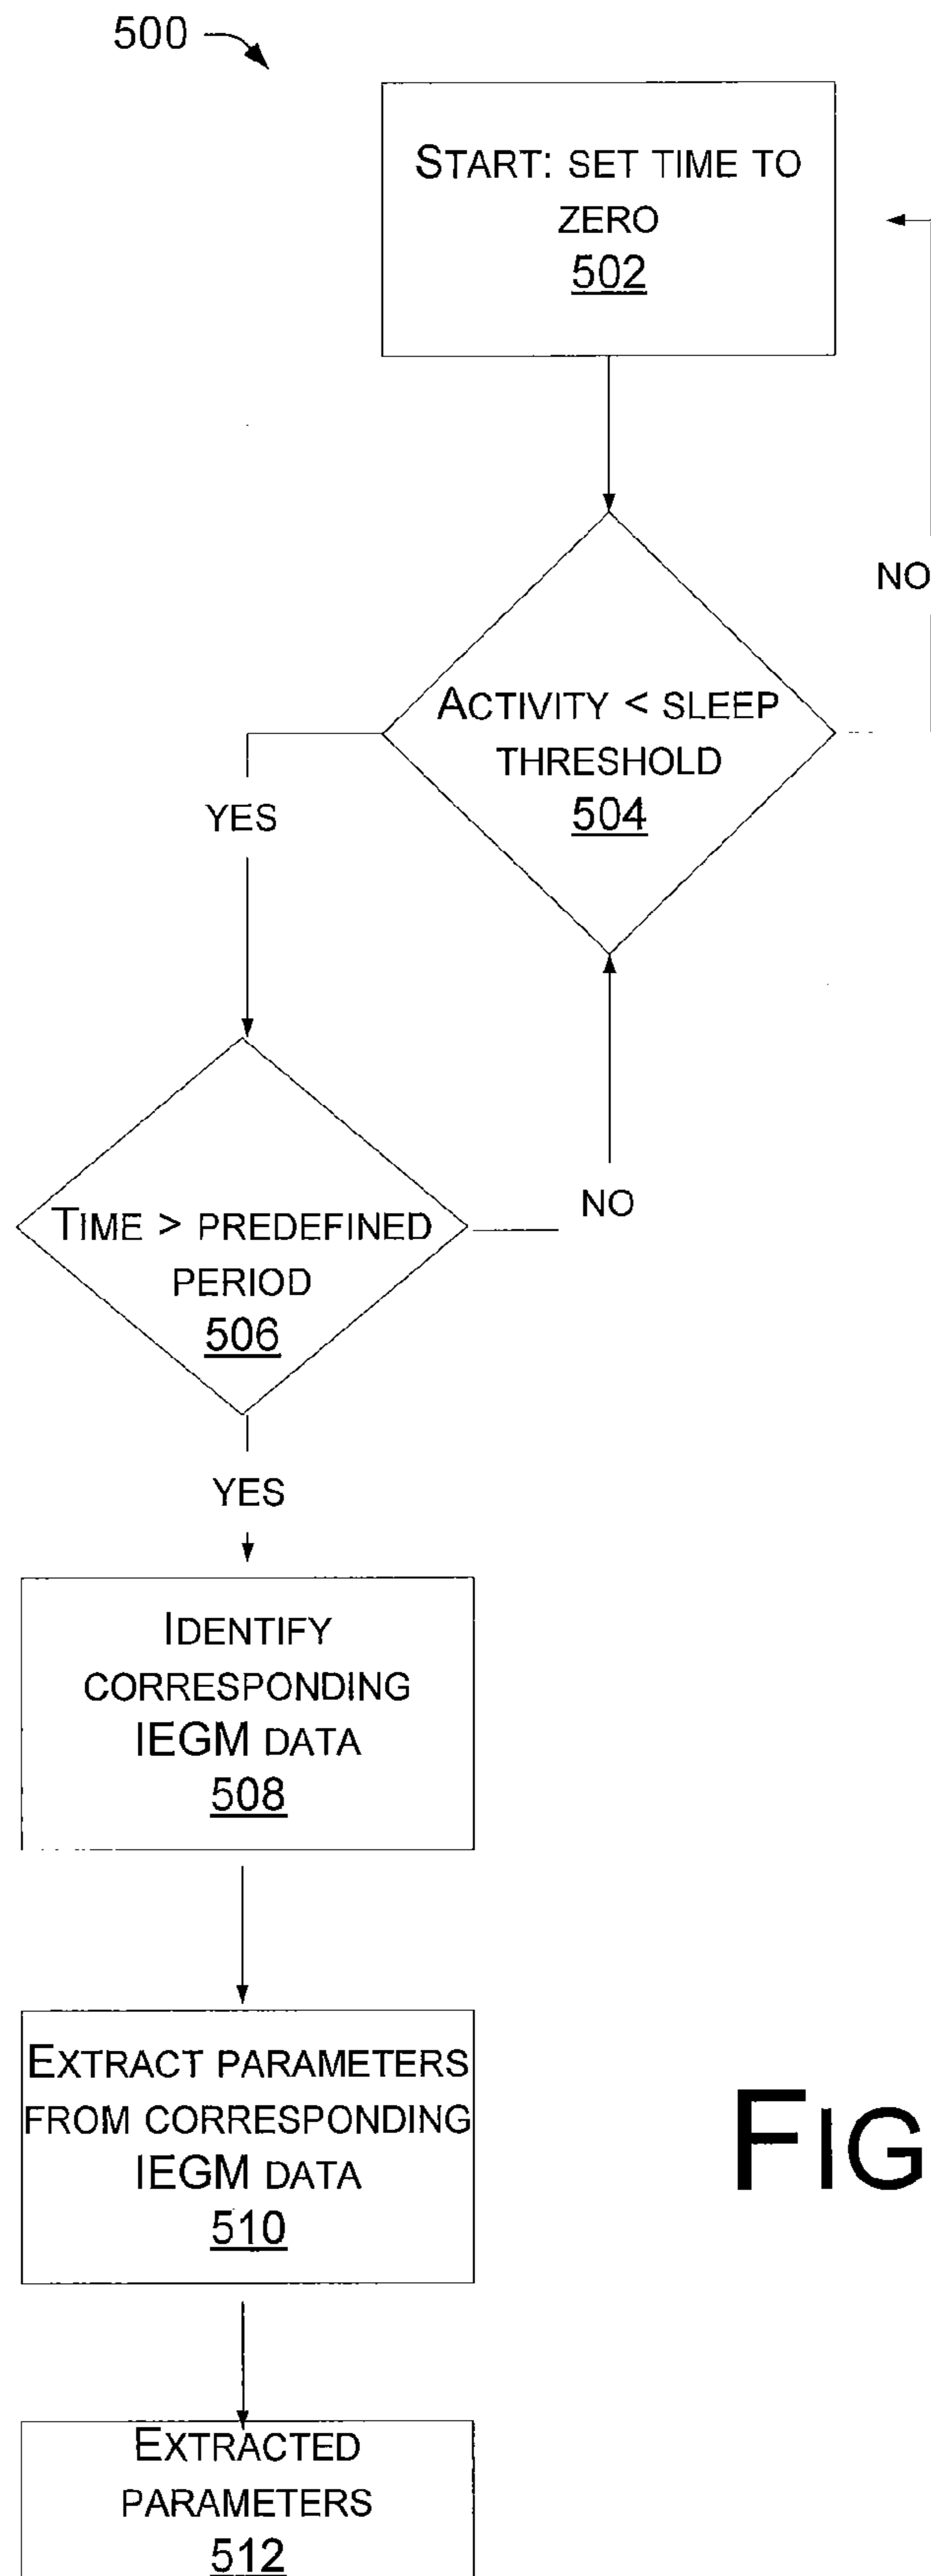 500
START: SET TIME TO
ZERO
502
NO
ACTIVITY < SLEEP
THRESHOLD
504
YES
NO
TIME > PREDEFINED
PERIOD
506
YES
IDENTIFY
CORRESPONDING
IEGM DATA
508
EXTRACT PARAMETERS
FROM CORRESPONDING
IEGM DATA
510
FIG
EXTRACTED
PARAMETERS
512